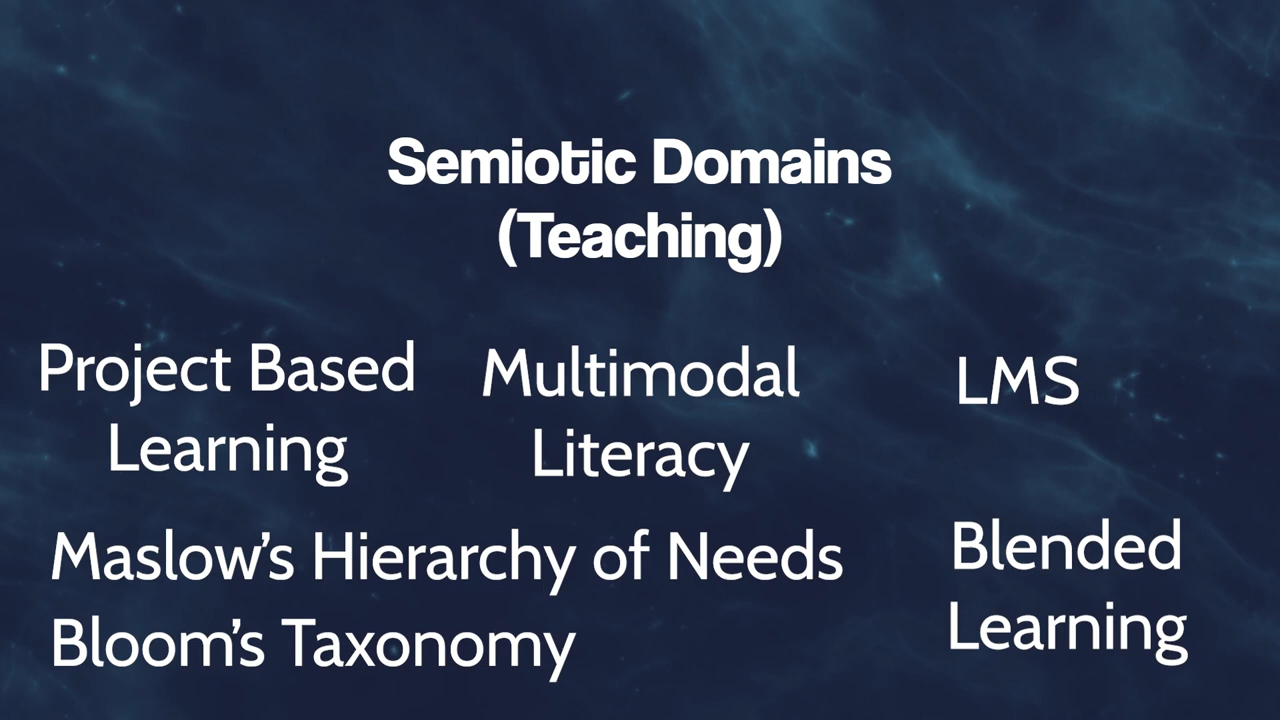 Semiotic Domains
(Teaching)
Project Based
Learning
Multimodal
Literacy
LMS
Maslow’s Hierarchy of Needs
Bloom’s Taxonomy
Blended
Learning